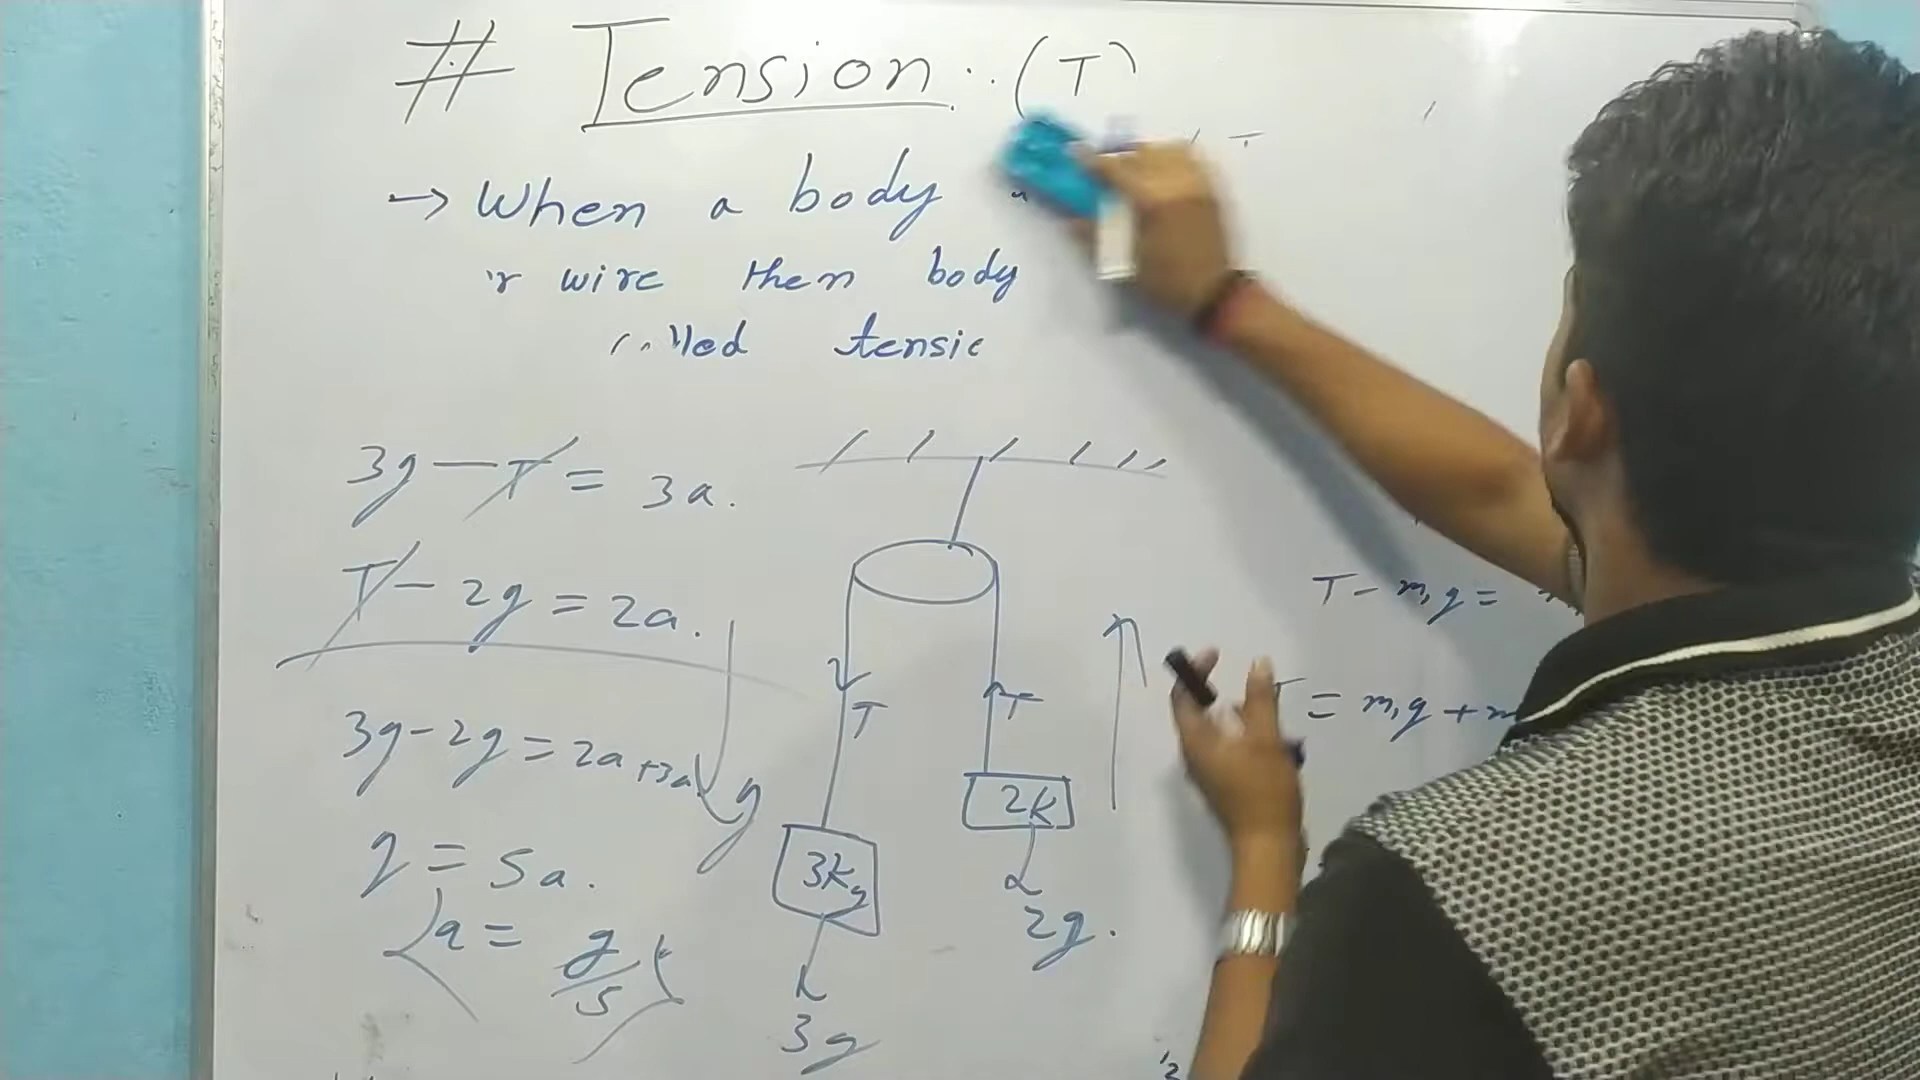 # Tension :. (T)
→ When a body
wire then body
called
3g - T = 3a.
T - 2g = 2a.
3g - 2g = 2a + 3a
g = 5a.
a = g/5
g
T
T
2k
3kg
2g.
3g
T - m,g =
T = m,g + m